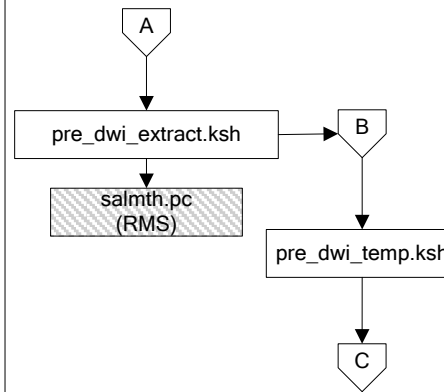 A
pre_dwi_extract.ksh
B
salmth.pc
(RMS)
pre_dwi_temp.ksh
C